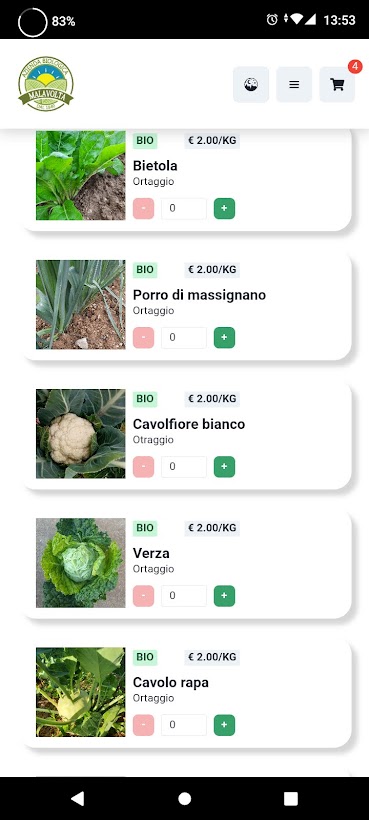 83%
13:53
AZIENDA BIOLOGICA
MALAVOLTA
4
BIO € 2.00/KG
Bietola
Ortaggio
- 0 +
BIO € 2.00/KG
Porro di massignano
Ortaggio
- 0 +
BIO € 2.00/KG
Cavolfiore bianco
Otraggio
- 0 +
BIO € 2.00/KG
Verza
Ortaggio
- 0 +
BIO € 2.00/KG
Cavolo rapa
Ortaggio
- 0 +